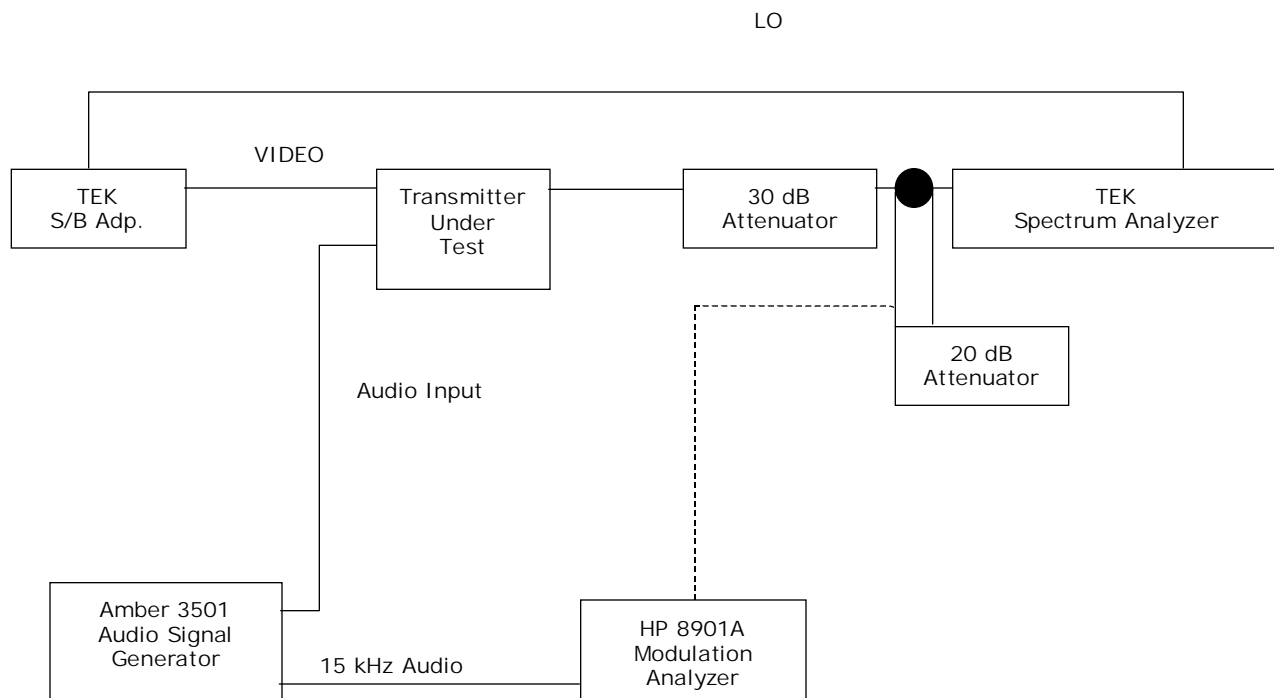 LO
VIDEO
TEK
S/B Adp.
Transmitter
Under
Test
30 dB
Attenuator
TEK
Spectrum Analyzer
20 dB
Attenuator
Audio Input
Amber 3501
Audio Signal
Generator
15 kHz Audio
HP 8901A
Modulation
Analyzer